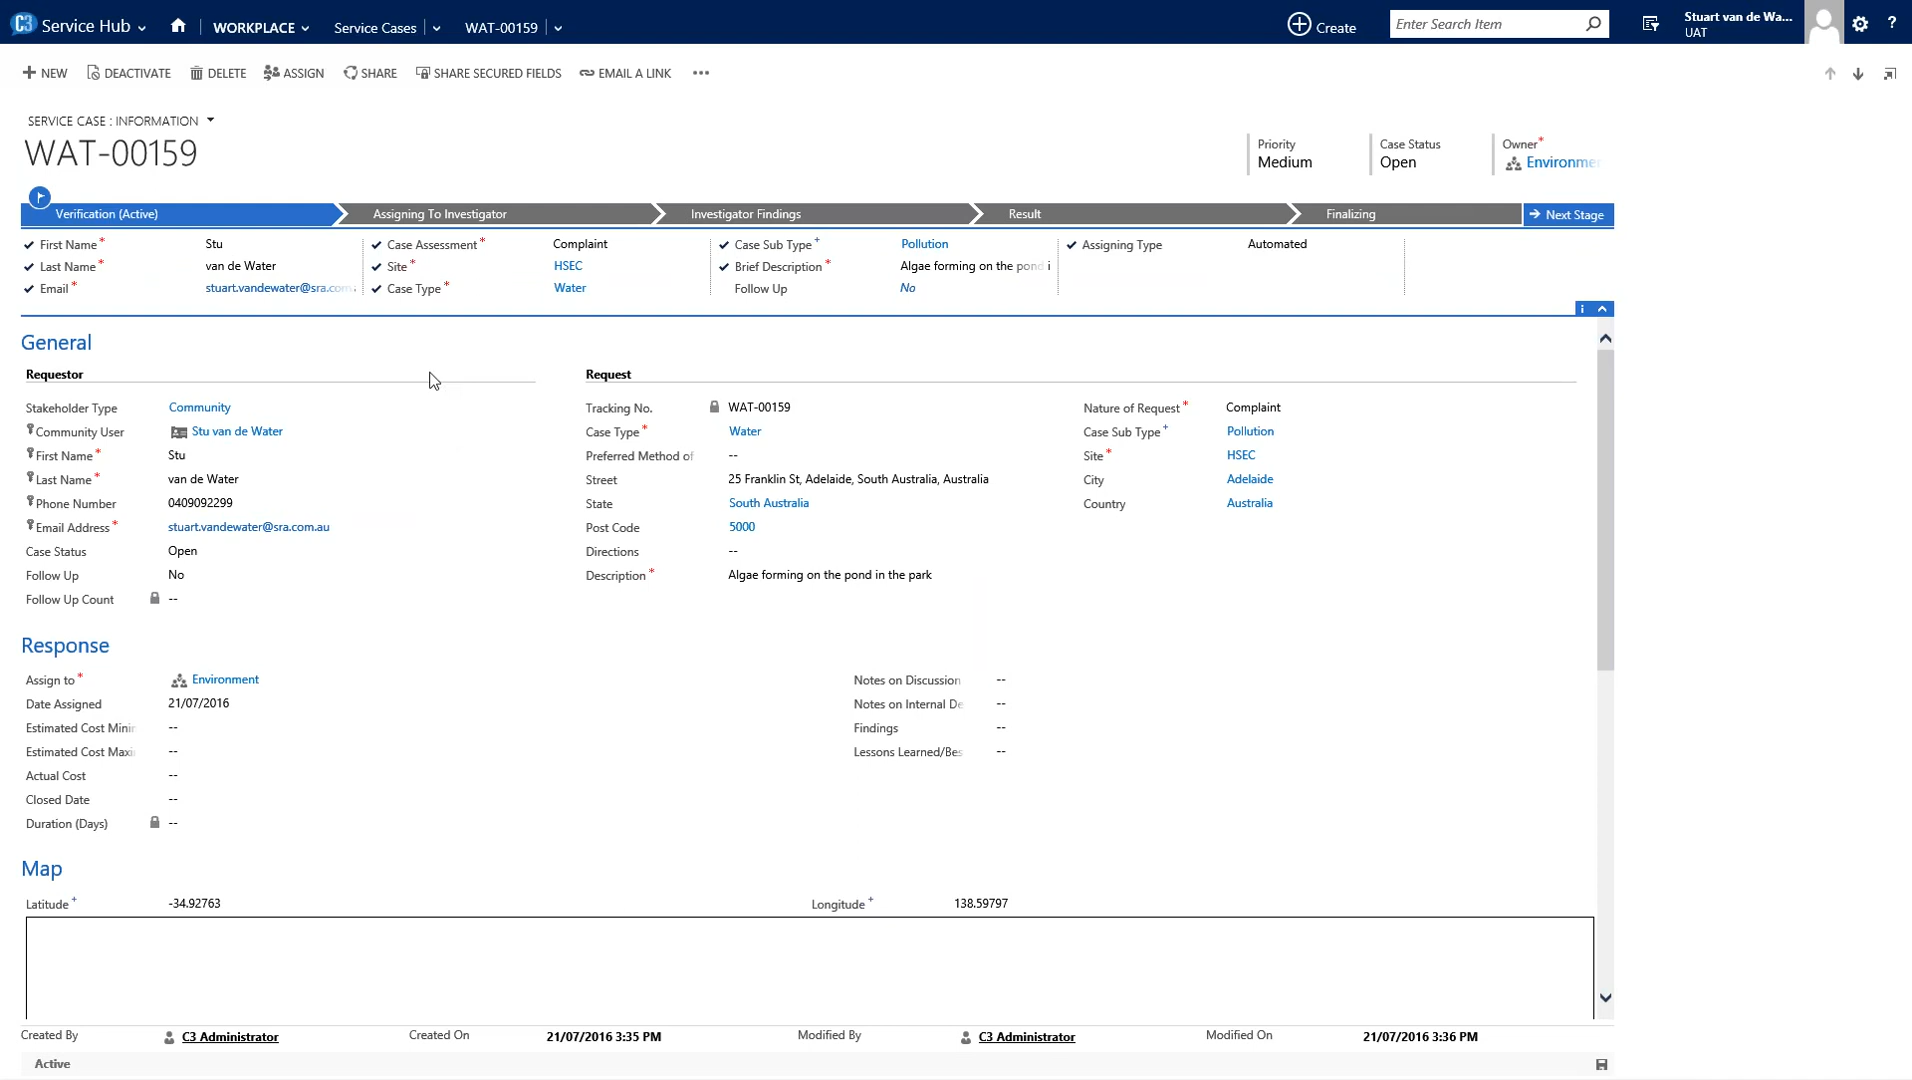 C3 Service Hub WORKPLACE Service Cases WAT-00159 Create Enter Search Item Stuart van de Wa... ?
UAT
NEW DEACTIVATE DELETE ASSIGN SHARE SHARE SECURED FIELDS EMAIL A LINK •••
SERVICE CASE : INFORMATION
WAT-00159
Priority Case Status Owner*
Medium Open Environme
Verification (Active) Assigning To Investigator Investigator Findings Result Finalizing Next Stage
First Name* Stu Case Assessment* Complaint Case Sub Type+ Pollution Assigning Type Automated
Last Name* van de Water Site* HSEC Brief Description* Algae forming on the pond i
Email* stuart.vandewater@sra.com. Case Type* Water Follow Up No
General
Requestor Request
Stakeholder Type Community Tracking No. WAT-00159 Nature of Request* Complaint
Community User Stu van de Water Case Type* Water Case Sub Type+ Pollution
First Name* Stu Preferred Method of -- Site* HSEC
Last Name* van de Water Street 25 Franklin St, Adelaide, South Australia, Australia City Adelaide
Phone Number 0409092299 State South Australia Country Australia
Email Address* stuart.vandewater@sra.com.au Post Code 5000
Case Status Open Directions --
Follow Up No Description* Algae forming on the pond in the park
Follow Up Count --
Response
Assign to* Environment Notes on Discussion --
Date Assigned 21/07/2016 Notes on Internal De --
Estimated Cost Minin -- Findings --
Estimated Cost Maxi -- Lessons Learned/Bes --
Actual Cost --
Closed Date --
Duration (Days) --
Map
Latitude+ -34.92763 Longitude+ 138.59797
Created By C3 Administrator Created On 21/07/2016 3:35 PM Modified By C3 Administrator Modified On 21/07/2016 3:36 PM
Active